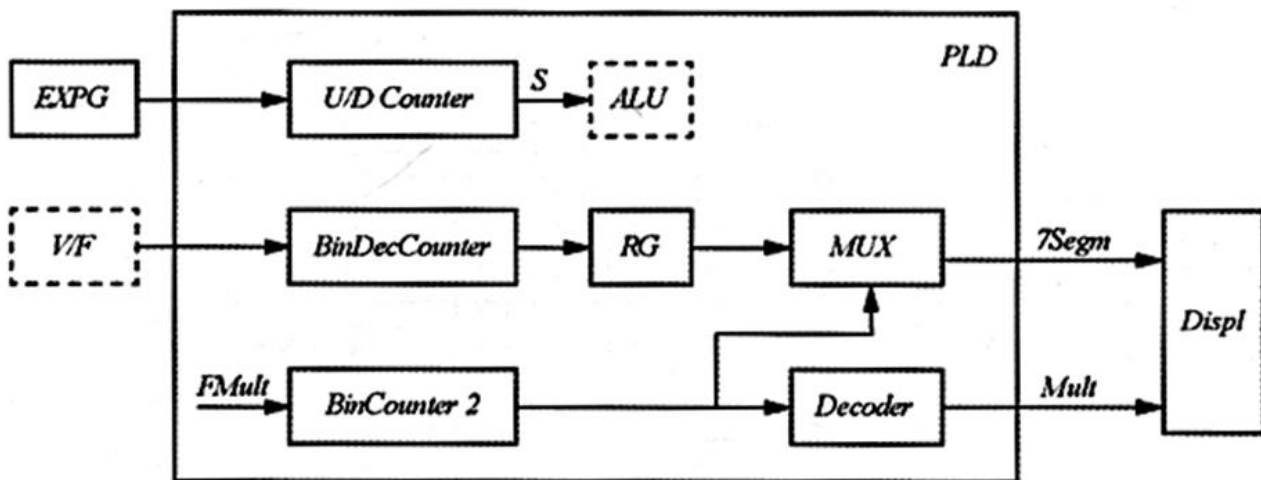 PLD
EXPG
U/D Counter
S
ALU
V/F
BinDecCounter
RG
MUX
7Segm
Displ
FMult
BinCounter 2
Decoder
Mult